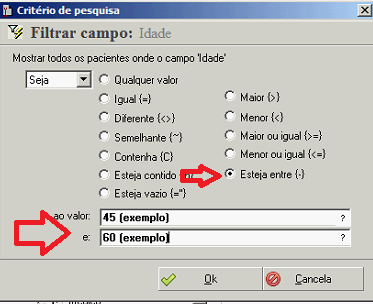 Critério de pesquisa
Filtrar campo: Idade
Mostrar todos os pacientes onde o campo 'Idade'
Seja
Qualquer valor
Igual {=}
Diferente {<>}
Semelhante {~}
Contenha {C}
Esteja contido
Esteja vazio {=''}
Maior {>}
Menor {<}
Maior ou igual {>=}
Menor ou igual {<=}
Esteja entre {-}
ao valor: 45 (exemplo) ?
e: 60 (exemplo) ?
Ok
Cancela